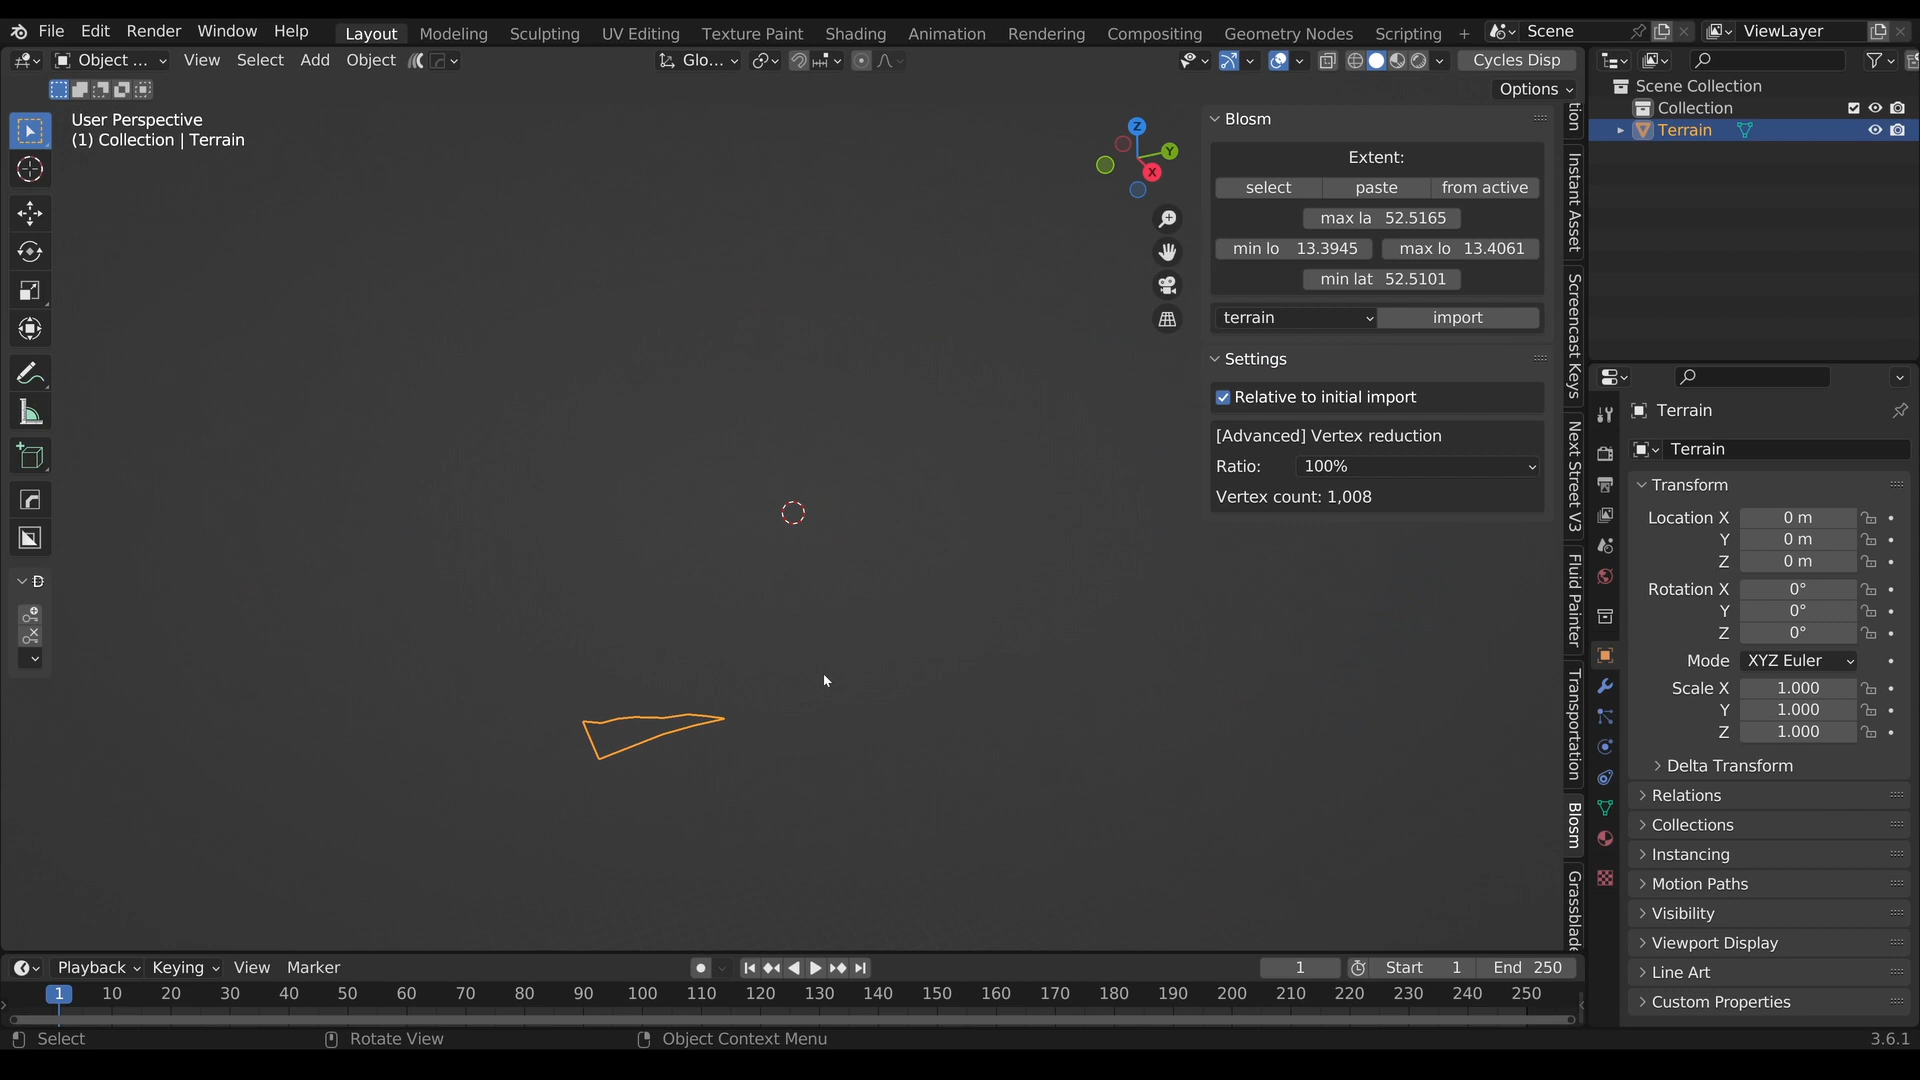 File Edit Render Window Help Layout Modeling Sculpting UV Editing Texture Paint Shading Animation Rendering Compositing Geometry Nodes Scripting + Scene ViewLayer
Object ... View Select Add Object Glo... Cycles Disp
Options
User Perspective
(1) Collection | Terrain
Z
Y
X
D
Blosm
Extent:
select paste from active
max la 52.5165
min lo 13.3945 max lo 13.4061
min lat 52.5101
terrain import
Settings
Relative to initial import
[Advanced] Vertex reduction
Ratio: 100%
Vertex count: 1,008
tion
Instant Asset
Screencast Keys
Next Street V3
Fluid Painter
Transportation
Blosm
Grassblade
Scene Collection
Collection
Terrain
Terrain
Terrain
Transform
Location X 0 m
Y 0 m
Z 0 m
Rotation X 0°
Y 0°
Z 0°
Mode XYZ Euler
Scale X 1.000
Y 1.000
Z 1.000
Delta Transform
Relations
Collections
Instancing
Motion Paths
Visibility
Viewport Display
Line Art
Custom Properties
Playback Keying View Marker 1 Start 1 End 250
1 10 20 30 40 50 60 70 80 90 100 110 120 130 140 150 160 170 180 190 200 210 220 230 240 250
Select Rotate View Object Context Menu 3.6.1